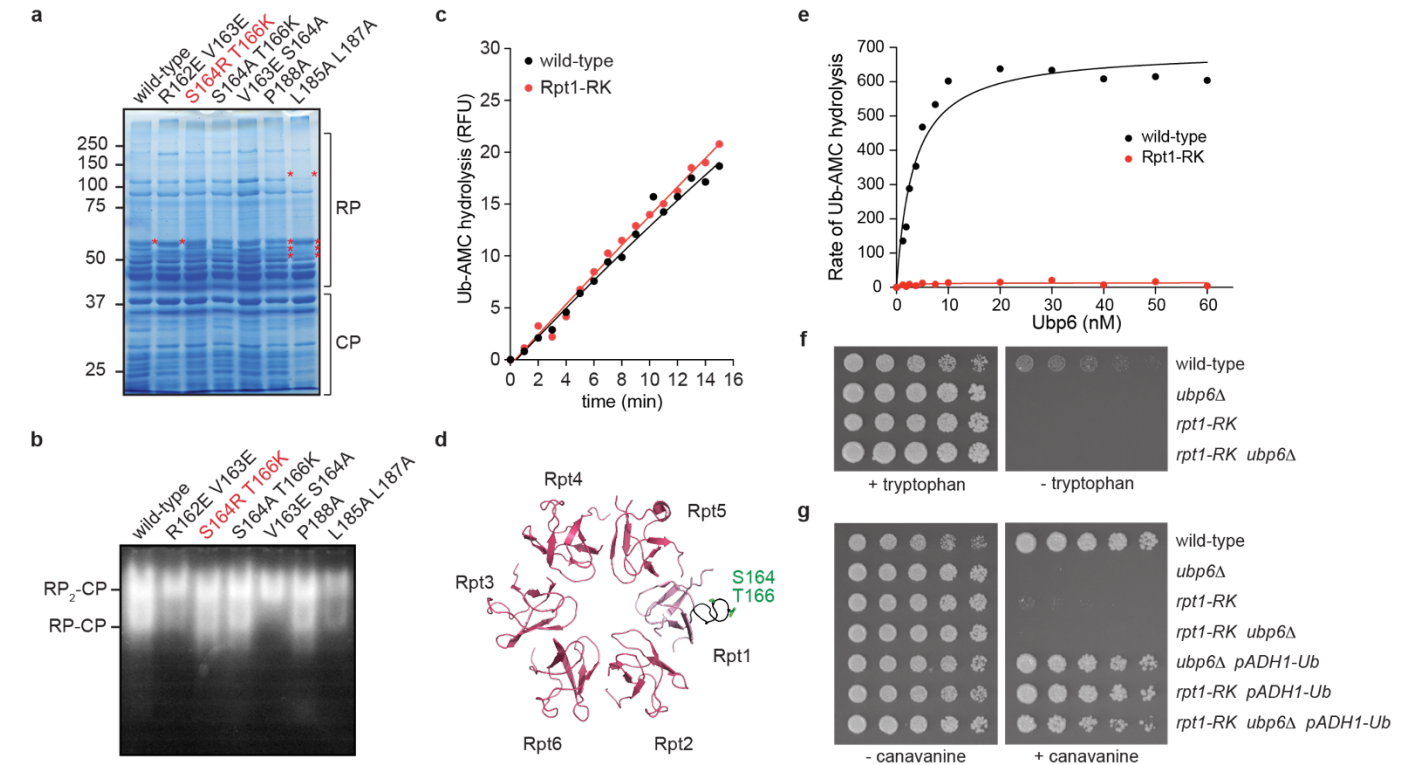 a
wild-type
R162E V163E
S164R T166K
S164A T166K
V163E S164A
P188A
L185A L187A
250
150
100
75
50
37
25
RP
CP
*
*
*
*
*
*
*
*
*
*
b
wild-type
R162E V163E
S164R T166K
S164A T166K
V163E S164A
P188A
L185A L187A
RP2-CP
RP-CP
c
Ub-AMC hydrolysis (RFU)
30
25
20
15
10
5
0
wild-type
Rpt1-RK
0 2 4 6 8 10 12 14 16
time (min)
d
Rpt4
Rpt5
Rpt3
S164
T166
Rpt1
Rpt6
Rpt2
e
Rate of Ub-AMC hydrolysis
700
600
500
400
300
200
100
0
wild-type
Rpt1-RK
0 10 20 30 40 50 60
Ubp6 (nM)
f
wild-type
ubp6Δ
rpt1-RK
rpt1-RK ubp6Δ
+ tryptophan
- tryptophan
g
wild-type
ubp6Δ
rpt1-RK
rpt1-RK ubp6Δ
ubp6Δ pADH1-Ub
rpt1-RK pADH1-Ub
rpt1-RK ubp6Δ pADH1-Ub
- canavanine
+ canavanine